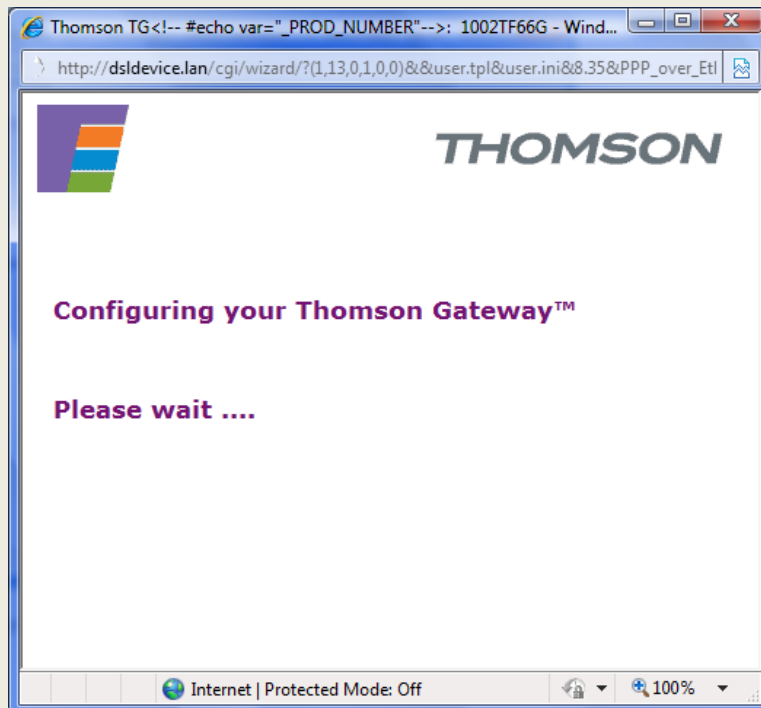 Thomson TG<!-- #echo var="_PROD_NUMBER"-->: 1002TF66G - Wind...
http://dsldevice.lan/cgi/wizard/?(1,13,0,1,0,0)&&user.tpl&user.ini&8.35&PPP_over_Etl
THOMSON
Configuring your Thomson Gateway™
Please wait ....
Internet | Protected Mode: Off
100%